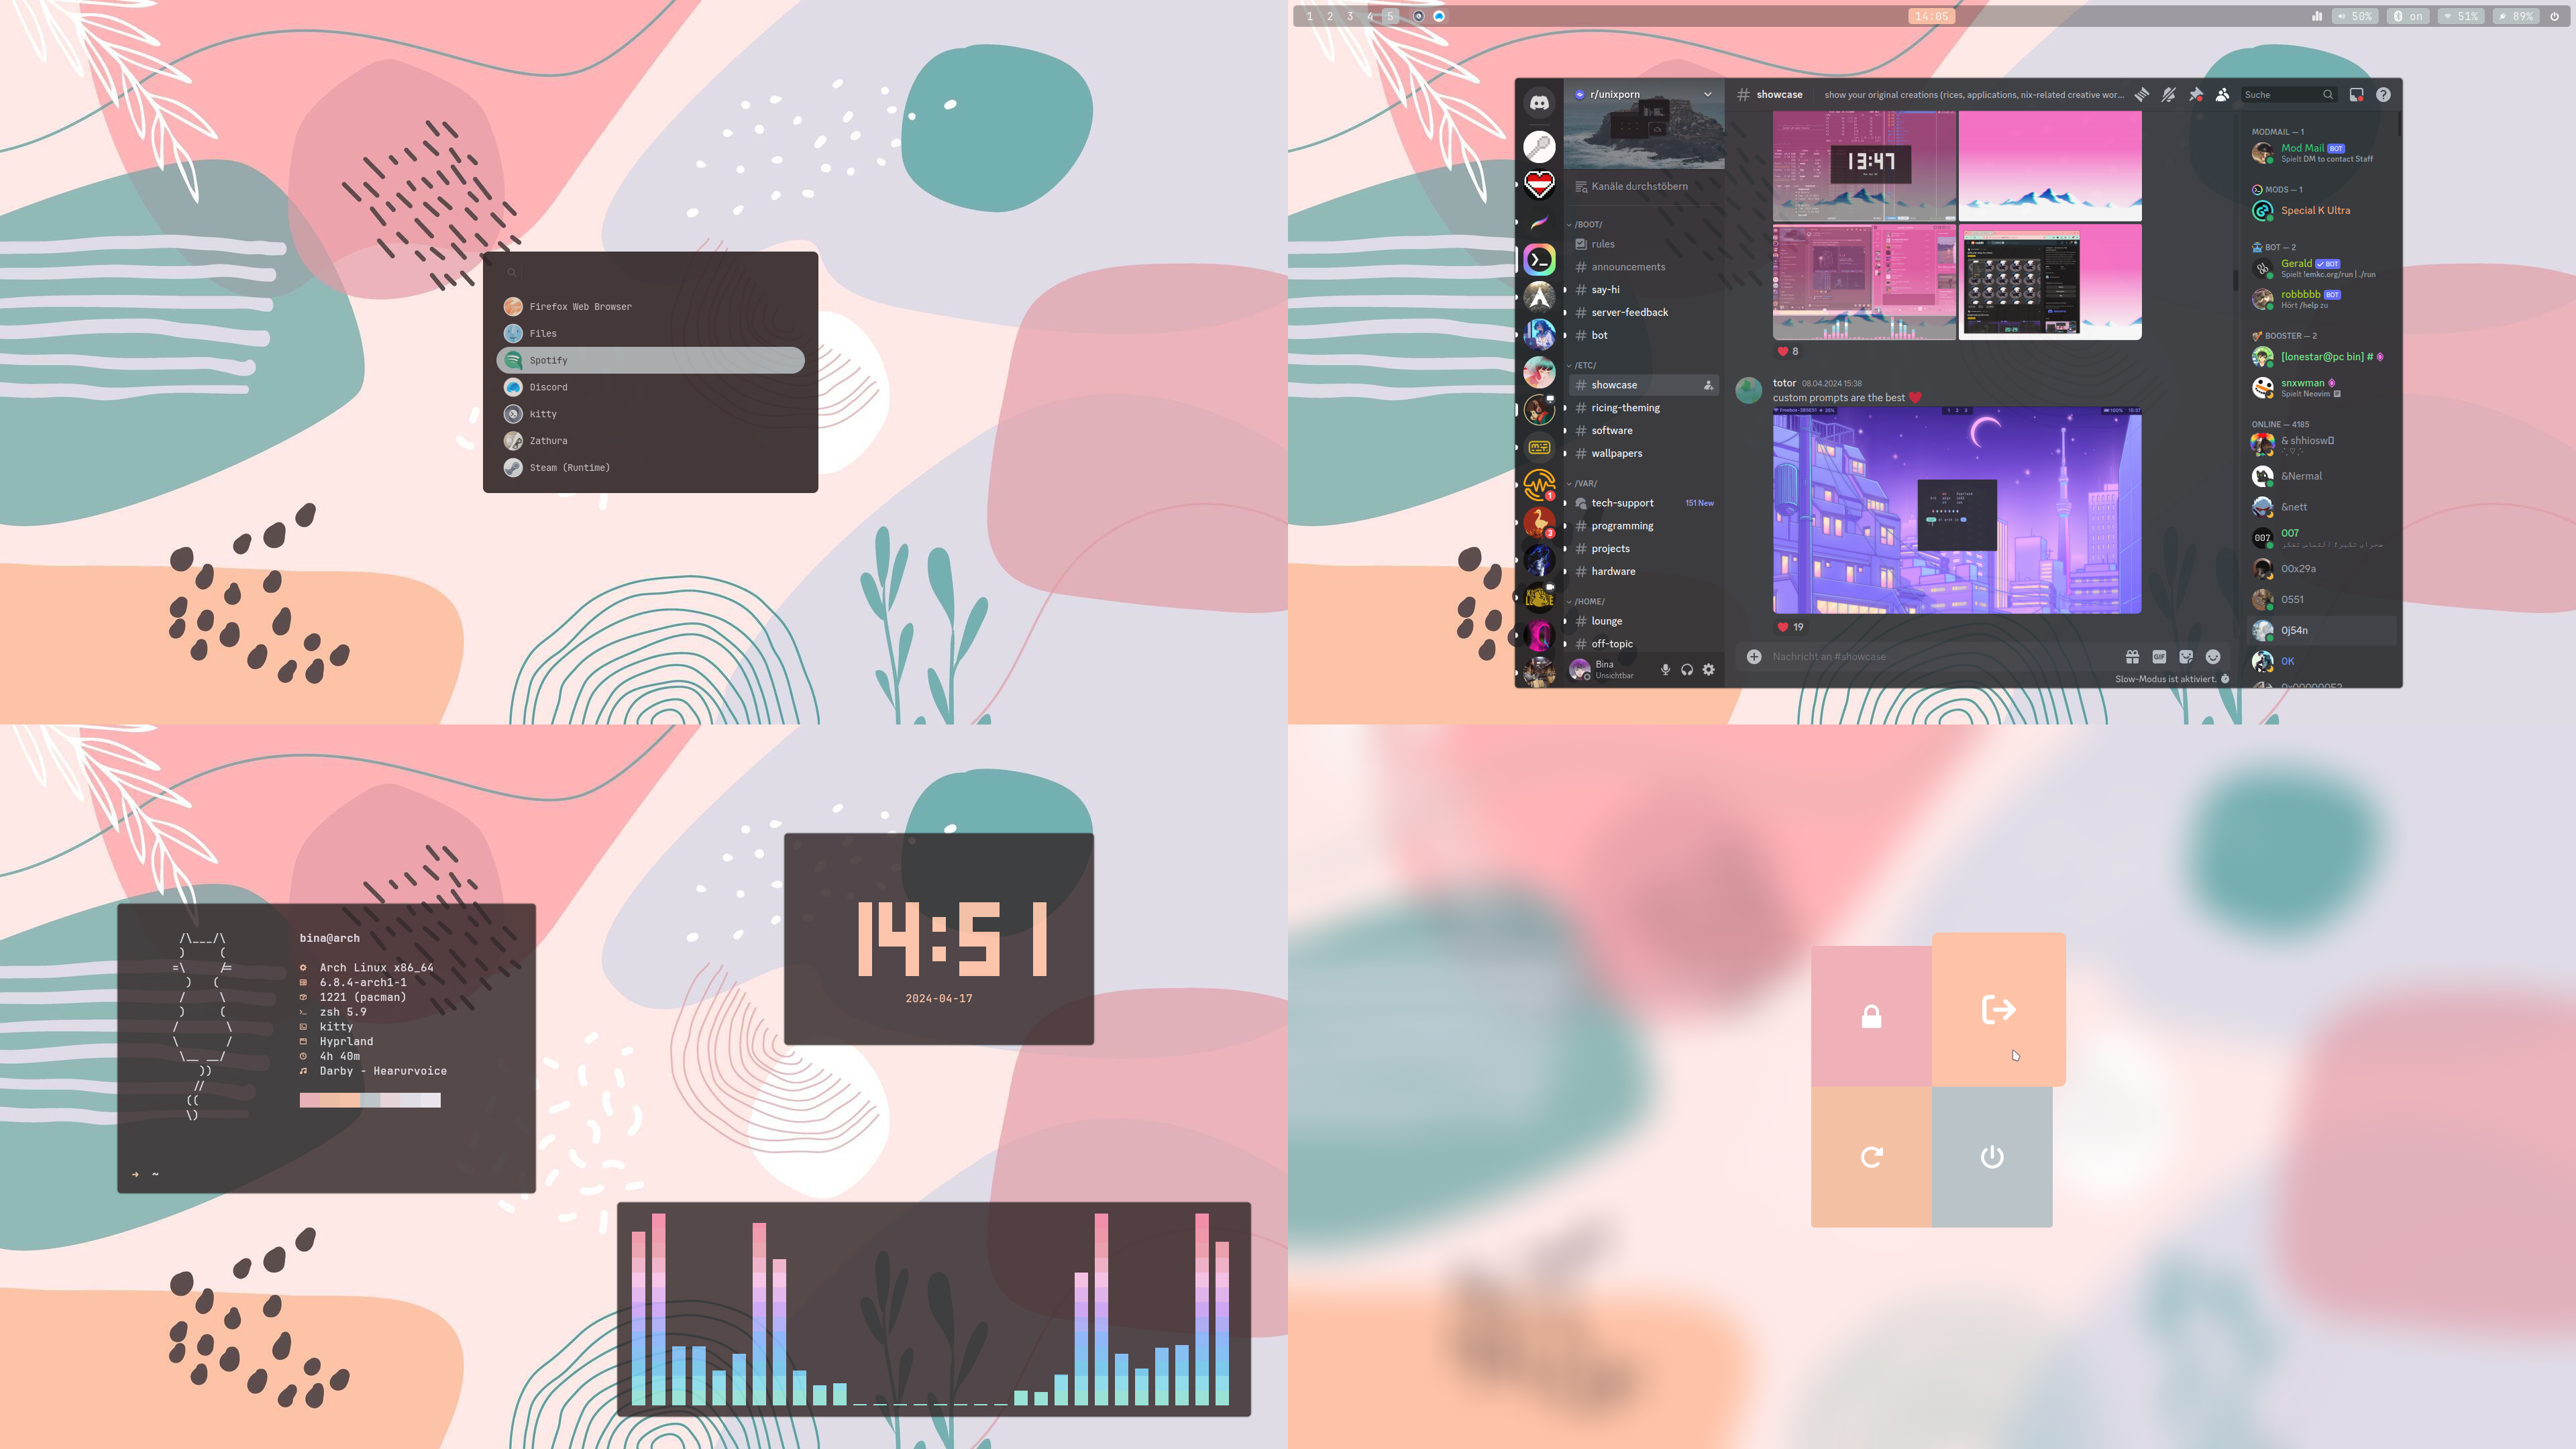 Firefox Web Browser
Files
Spotify
Discord
kitty
Zathura
Steam (Runtime)
1 2 3 4 5
14:05
50%
on
51%
89%
r/unixporn
Kanäle durchstöbern
/BOOT/
rules
announcements
say-hi
server-feedback
bot
/ETC/
showcase
ricing-theming
software
wallpapers
/VAR/
tech-support
151 New
programming
projects
hardware
/HOME/
lounge
off-topic
Bina
Unsichtbar
1
3
showcase
show your original creations (rices, applications, nix-related creative wor...
Suche
13:47
8
totor 08.04.2024 15:38
custom prompts are the best
19
Nachricht an #showcase
GIF
Slow-Modus ist aktiviert.
MODMAIL — 1
Mod Mail BOT
Spielt DM to contact Staff
MODS — 1
Special K Ultra
BOT — 2
Gerald BOT
Spielt !emkc.org/run | ./run
robbbbb BOT
Hört /help zu
BOOSTER — 2
[lonestar@pc bin] #
snxwman
Spielt Neovim
ONLINE — 4185
& shhiosw
&Nermal
&nett
007
007
00x29a
0551
0j54n
0K
bina@arch
Arch Linux x86_64
6.8.4-arch1-1
1221 (pacman)
zsh 5.9
kitty
Hyprland
4h 40m
Darby - Hearurvoice
~
14:51
2024-04-17